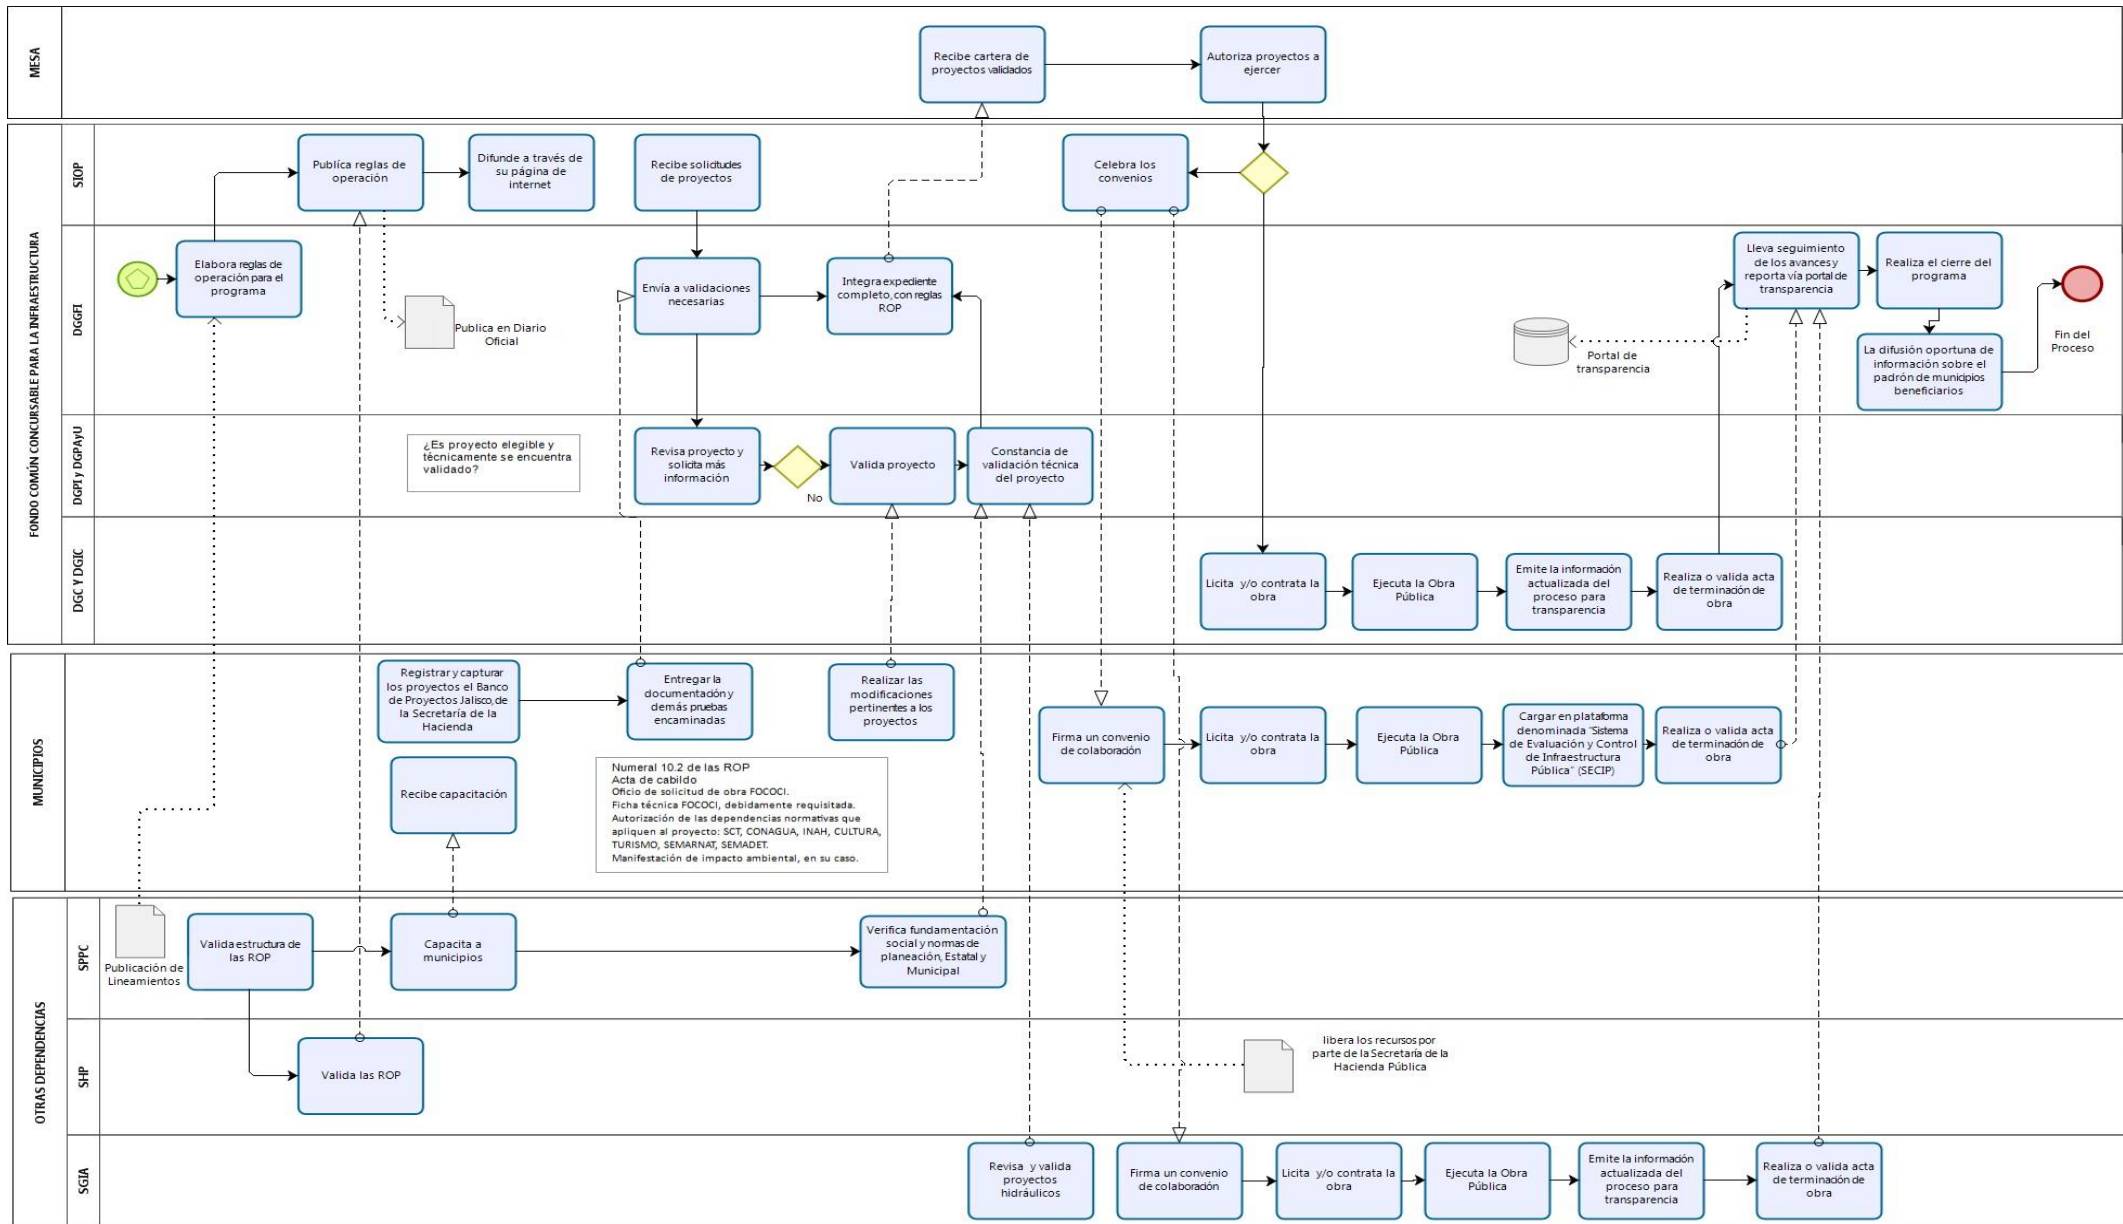 MESA
Recibe cartera de
proyectos validados
Autoriza proyectos a
ejercer
FONDO COMÚN CONCURSABLE PARA LA INFRAESTRUCTURA
SIOP
Publíca reglas de
operación
Difunde a través de
su página de
internet
Recibe solicitudes
de proyectos
Celebra los
convenios
DGGFI
Elabora reglas de
operación para el
programa
Publica en Diario
Oficial
Envía a validaciones
necesarias
Integra expediente
completo, con reglas
ROP
Portal de
transparencia
Lleva seguimiento
de los avances y
reporta vía portal de
transparencia
Realiza el cierre del
programa
La difusión oportuna de
información sobre el
padrón de municipios
beneficiarios
Fin del
Proceso
DGPI y DGPAyU
¿Es proyecto elegible y
técnicamente se encuentra
validado?
Revisa proyecto y
solicita más
información
No
Valida proyecto
Constancia de
validación técnica
del proyecto
DGC Y DGIC
Licita y/o contrata la
obra
Ejecuta la Obra
Pública
Emite la información
actualizada del
proceso para
transparencia
Realiza o valida acta
de terminación de
obra
MUNICIPIOS
Registrar y capturar
los proyectos el Banco
de Proyectos Jalisco, de
la Secretaría de la
Hacienda
Entregar la
documentación y
demás pruebas
encaminadas
Realizar las
modificaciones
pertinentes a los
proyectos
Firma un convenio
de colaboración
Licita y/o contrata la
obra
Ejecuta la Obra
Pública
Cargar en plataforma
denominada "Sistema
de Evaluación y Control
de Infraestructura
Pública" (SECIP)
Realiza o valida acta
de terminación de
obra
Recibe capacitación
Numeral 10.2 de las ROP
Acta de cabildo
Oficio de solicitud de obra FOCOCI.
Ficha técnica FOCOCI, debidamente requisitada.
Autorización de las dependencias normativas que
apliquen al proyecto: SCT, CONAGUA, INAH, CULTURA,
TURISMO, SEMARNAT, SEMADET.
Manifestación de impacto ambiental, en su caso.
OTRAS DEPENDENCIAS
SPPC
Publicación de
Lineamientos
Valida estructura de
las ROP
Capacita a
municipios
Verifica fundamentación
social y normas de
planeación, Estatal y
Municipal
SHP
Valida las ROP
libera los recursos por
parte de la Secretaría de la
Hacienda Pública
SGIA
Revisa y valida
proyectos
hidráulicos
Firma un convenio
de colaboración
Licita y/o contrata la
obra
Ejecuta la Obra
Pública
Emite la información
actualizada del
proceso para
transparencia
Realiza o valida acta
de terminación de
obra